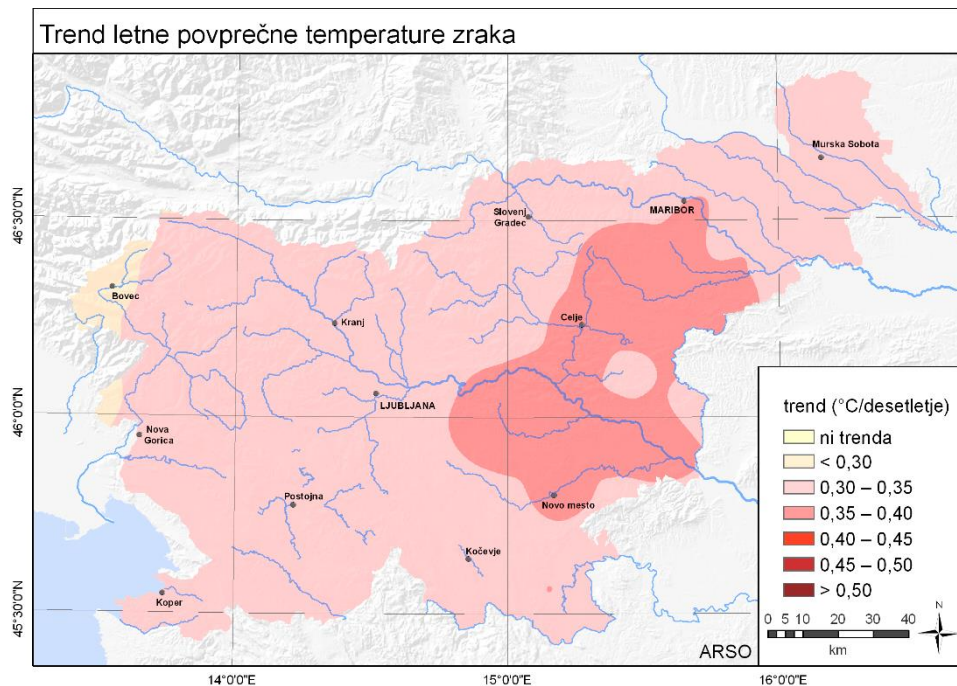 Trend letne povprečne temperature zraka
Murska Sobota
46°30'0"N
Slovenj
Gradec
MARIBOR
Bovec
Kranj
Celje
46°0'0"N
LJUBLJANA
Nova
Gorica
Postojna
Novo mesto
Kočevje
45°30'0"N
Koper
trend (°C/desetletje)
ni trenda
< 0,30
0,30 – 0,35
0,35 – 0,40
0,40 – 0,45
0,45 – 0,50
> 0,50
N
0 5 10 20 30 40
km
ARSO
14°0'0"E
15°0'0"E
16°0'0"E